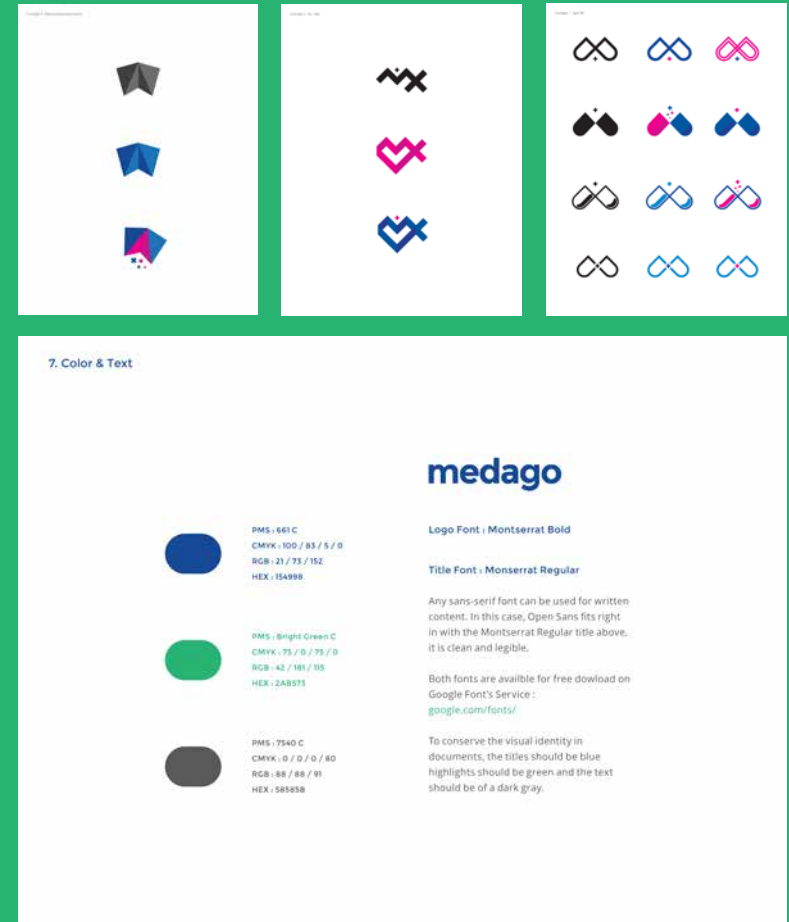 7. Color & Text
medago
PMS : 661 C
CMYK : 100 / 83 / 5 / 0
RGB : 21 / 73 / 152
HEX : 154998
Logo Font : Montserrat Bold
Title Font : Monserrat Regular
Any sans-serif font can be used for written
content. In this case, Open Sans fits right
in with the Montserrat Regular title above,
it is clean and legible.
PMS : Bright Green C
CMYK : 75 / 0 / 75 / 0
RGB : 42 / 181 / 115
HEX : 2AB573
Both fonts are availble for free dowload on
Google Font's Service :
google.com/fonts/
PMS : 7540 C
CMYK : 0 / 0 / 0 / 80
RGB : 88 / 88 / 91
HEX : 58585B
To conserve the visual identity in
documents, the titles should be blue
highlights should be green and the text
should be of a dark gray.